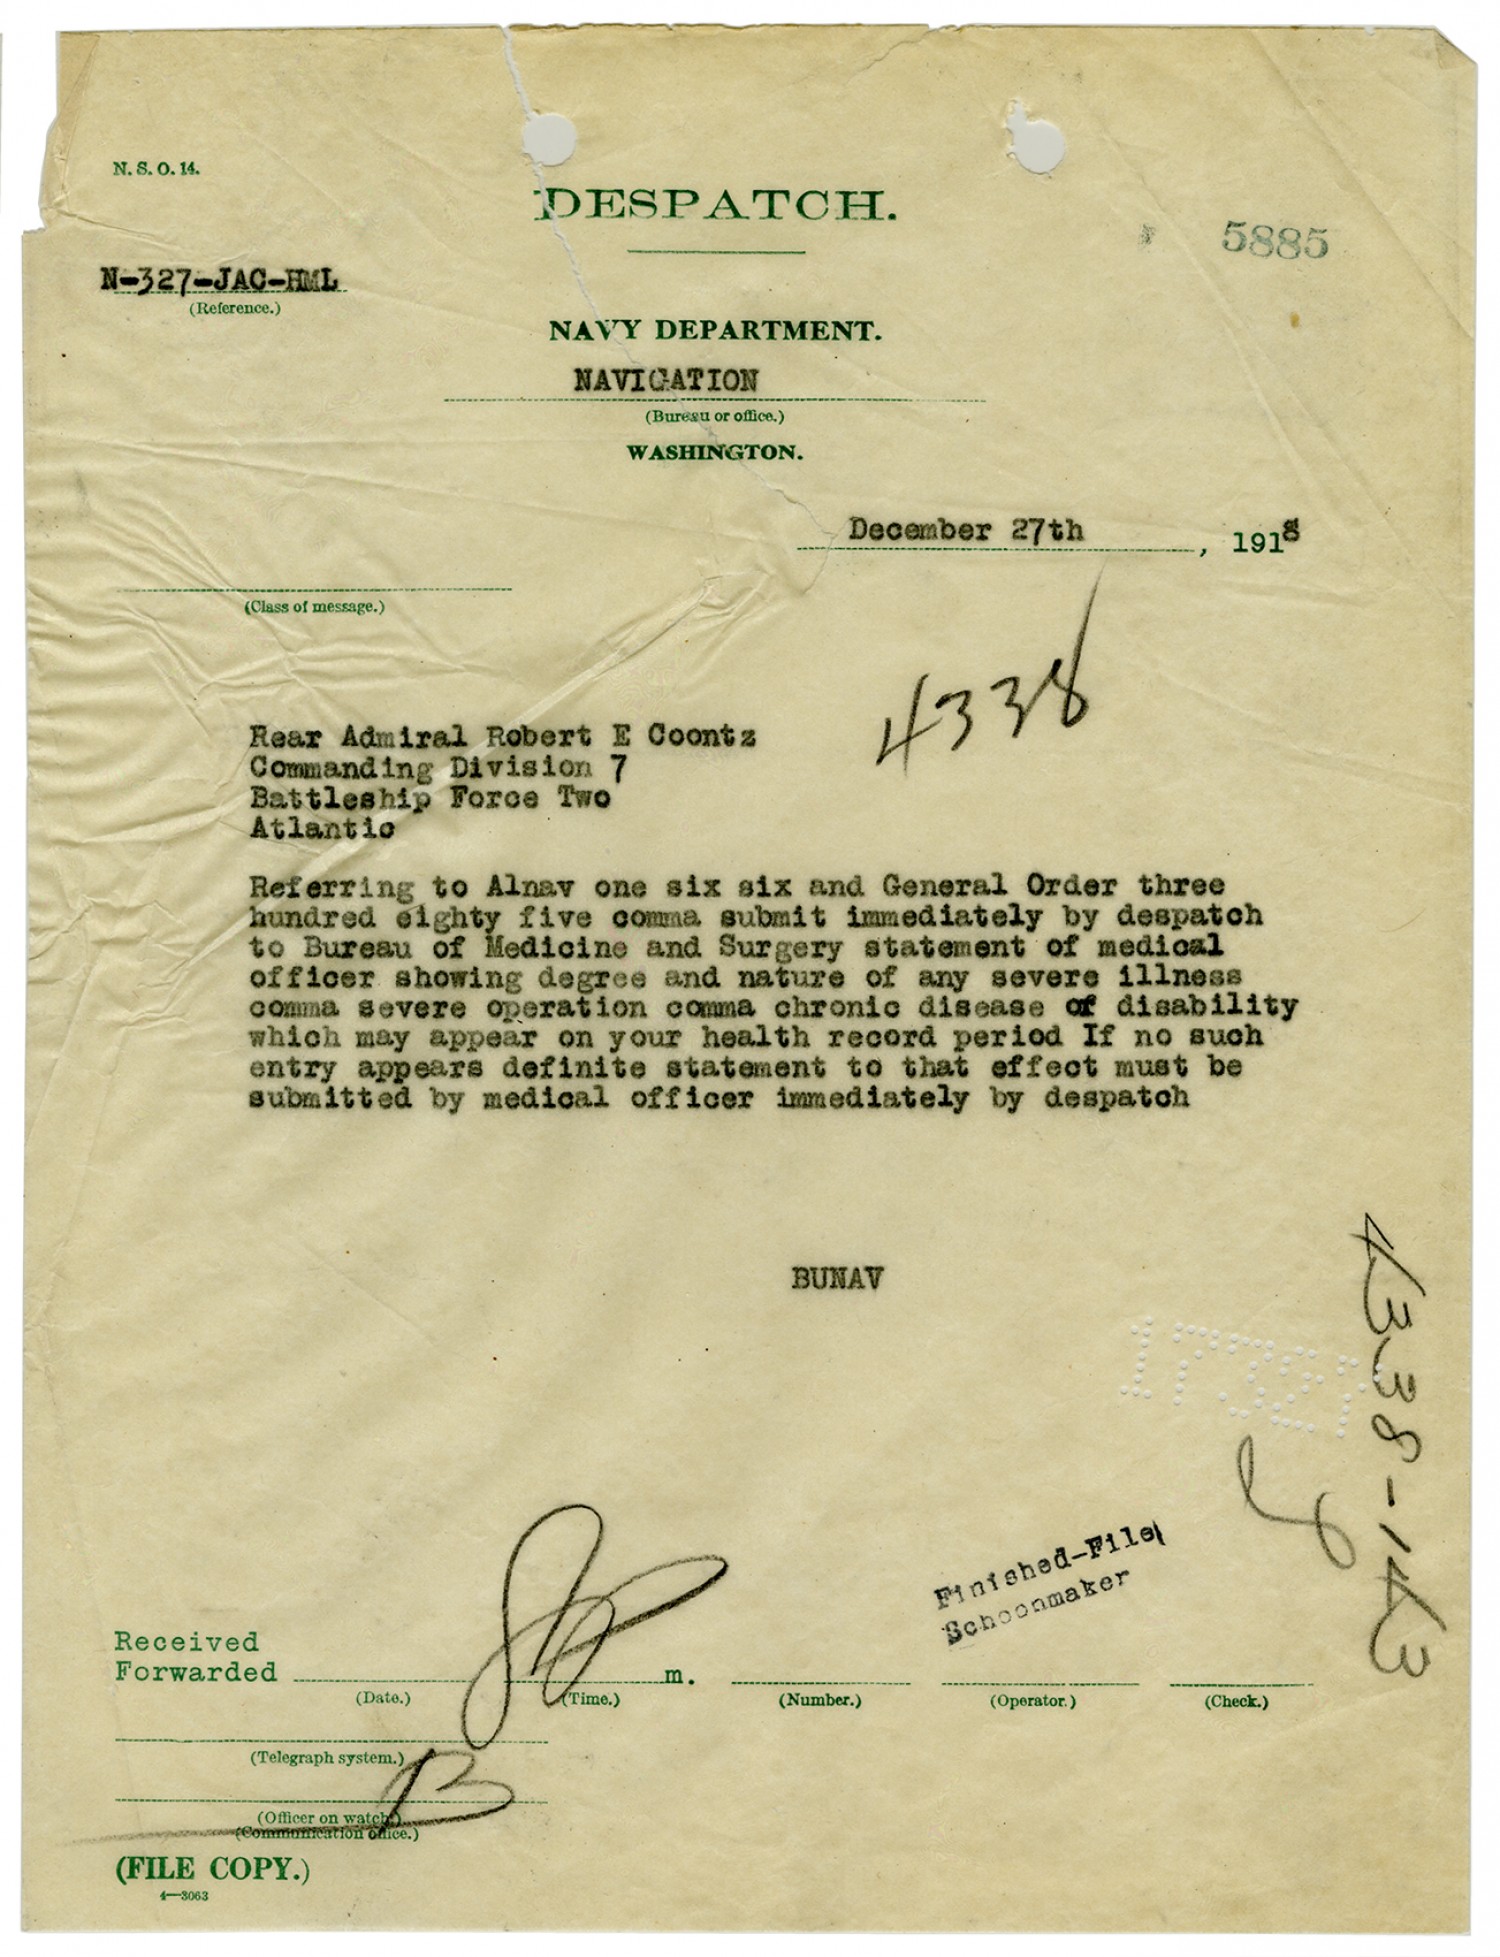 N. S. O. 14.
DESPATCH.
5885
N-327-JAC-HML
(Reference.)
NAVY DEPARTMENT.
NAVIGATION
(Bureau or office.)
WASHINGTON.
December 27th, 1918
(Class of message.)
4338
Rear Admiral Robert E Coontz
Commanding Division 7
Battleship Force Two
Atlantic
Referring to Alnav one six six and General Order three
hundred eighty five comma submit immediately by despatch
to Bureau of Medicine and Surgery statement of medical
officer showing degree and nature of any severe illness
comma severe operation comma chronic disease of disability
which may appear on your health record period If no such
entry appears definite statement to that effect must be
submitted by medical officer immediately by despatch
BUNAV
4338-143
Finished-File
Schoonmaker
Received
Forwarded m.
(Date.) (Time.) (Number.) (Operator.) (Check.)
(Telegraph system.)
B
(Officer on watch.)
(Communication office.)
(FILE COPY.)
4—3063